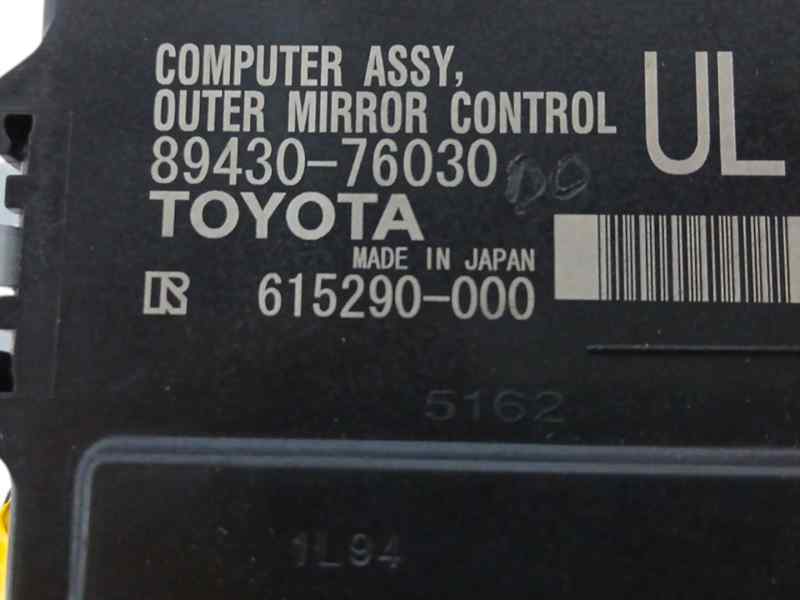 COMPUTER ASSY,
OUTER MIRROR CONTROL
89430-76030
UL
TOYOTA
MADE IN JAPAN
615290-000
5162
1L94